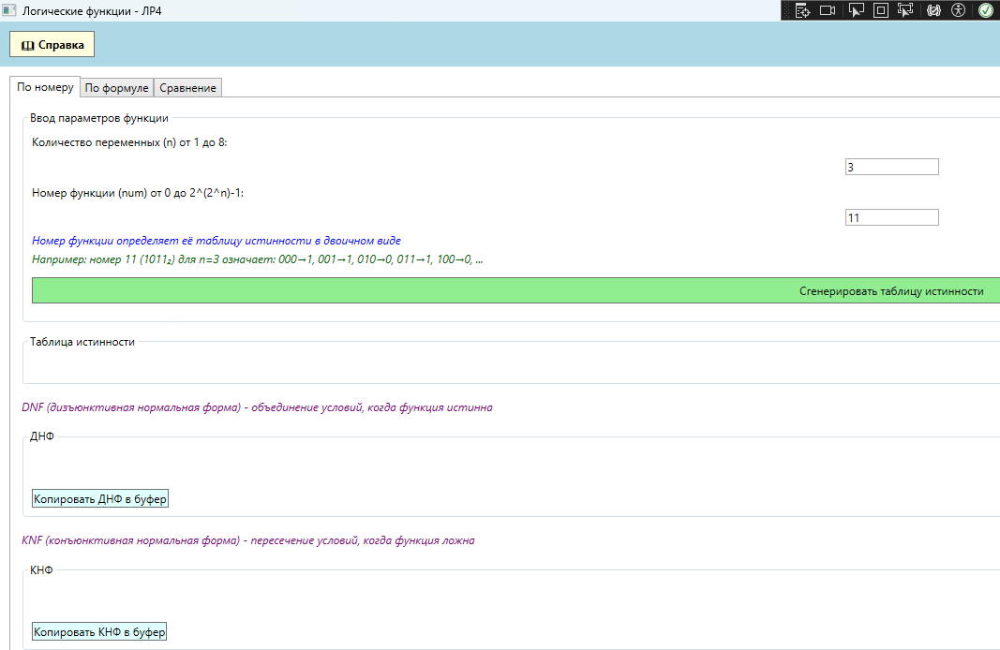 Логические функции - ЛР4
Справка
По номеру По формуле Сравнение
Ввод параметров функции
Количество переменных (n) от 1 до 8:
3
Номер функции (num) от 0 до 2^(2^n)-1:
11
Номер функции определяет её таблицу истинности в двоичном виде
Например: номер 11 (1011₂) для n=3 означает: 000→1, 001→1, 010→0, 011→1, 100→0, ...
Сгенерировать таблицу истинности
Таблица истинности
DNF (дизъюнктивная нормальная форма) - объединение условий, когда функция истинна
ДНФ
Копировать ДНФ в буфер
KNF (конъюнктивная нормальная форма) - пересечение условий, когда функция ложна
КНФ
Копировать КНФ в буфер